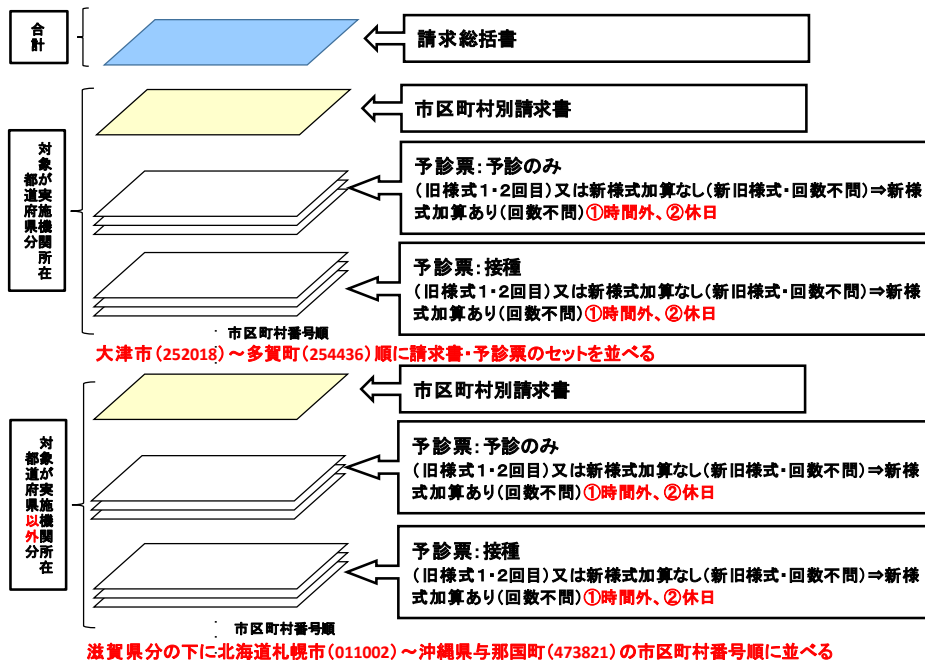 合計
請求総括書
対象が実施機関所在
都道府県分
市区町村別請求書
予診票：予診のみ
（旧様式１・２回目）又は新様式加算なし（新旧様式・回数不問）⇒新様
式加算あり（回数不問）①時間外、②休日
予診票：接種
（旧様式１・２回目）又は新様式加算なし（新旧様式・回数不問）⇒新様
式加算あり（回数不問）①時間外、②休日
市区町村番号順
大津市（252018）～多賀町（254436）順に請求書・予診票のセットを並べる
対象が実施機関所在
都道府県以外分
市区町村別請求書
予診票：予診のみ
（旧様式１・２回目）又は新様式加算なし（新旧様式・回数不問）⇒新様
式加算あり（回数不問）①時間外、②休日
予診票：接種
（旧様式１・２回目）又は新様式加算なし（新旧様式・回数不問）⇒新様
式加算あり（回数不問）①時間外、②休日
市区町村番号順
滋賀県分の下に北海道札幌市（011002）～沖縄県与那国町（473821）の市区町村番号順に並べる